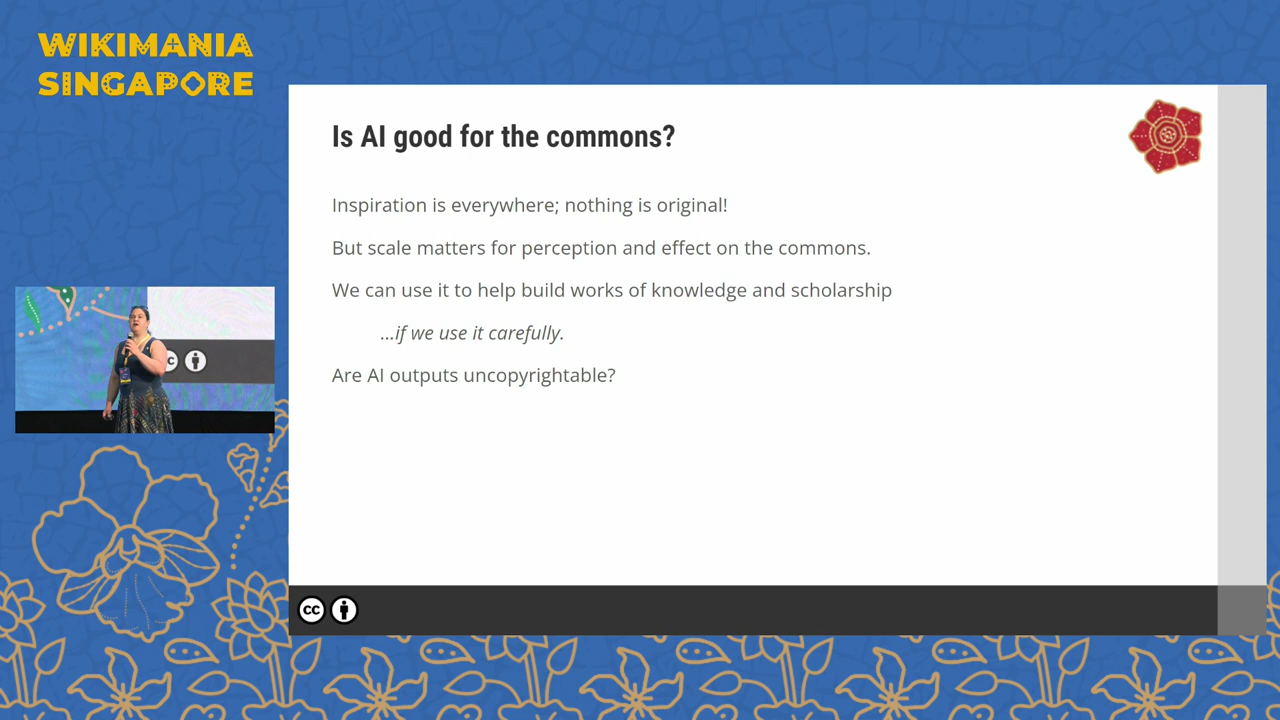 WIKIMANIA
SINGAPORE
Is AI good for the commons?
Inspiration is everywhere; nothing is original!
But scale matters for perception and effect on the commons.
We can use it to help build works of knowledge and scholarship
...if we use it carefully.
Are AI outputs uncopyrightable?
cc